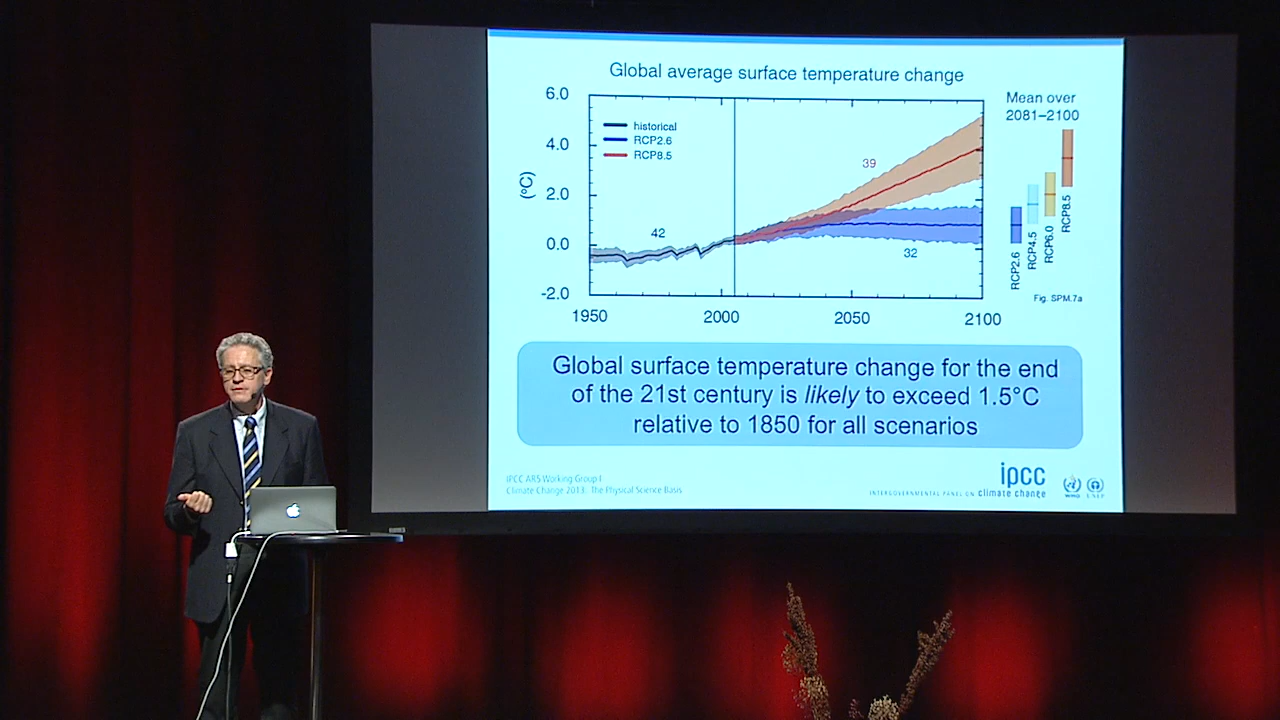 Global average surface temperature change
6.0
4.0
2.0
0.0
-2.0
(°C)
historical
RCP2.6
RCP8.5
42
39
32
1950
2000
2050
2100
Mean over
2081–2100
RCP2.6
RCP4.5
RCP6.0
RCP8.5
Fig. SPM.7a
Global surface temperature change for the end
of the 21st century is likely to exceed 1.5°C
relative to 1850 for all scenarios
IPCC AR5 Working Group I
Climate Change 2013: The Physical Science Basis
ipcc
INTERGOVERNMENTAL PANEL ON climate change
WMO
UNEP